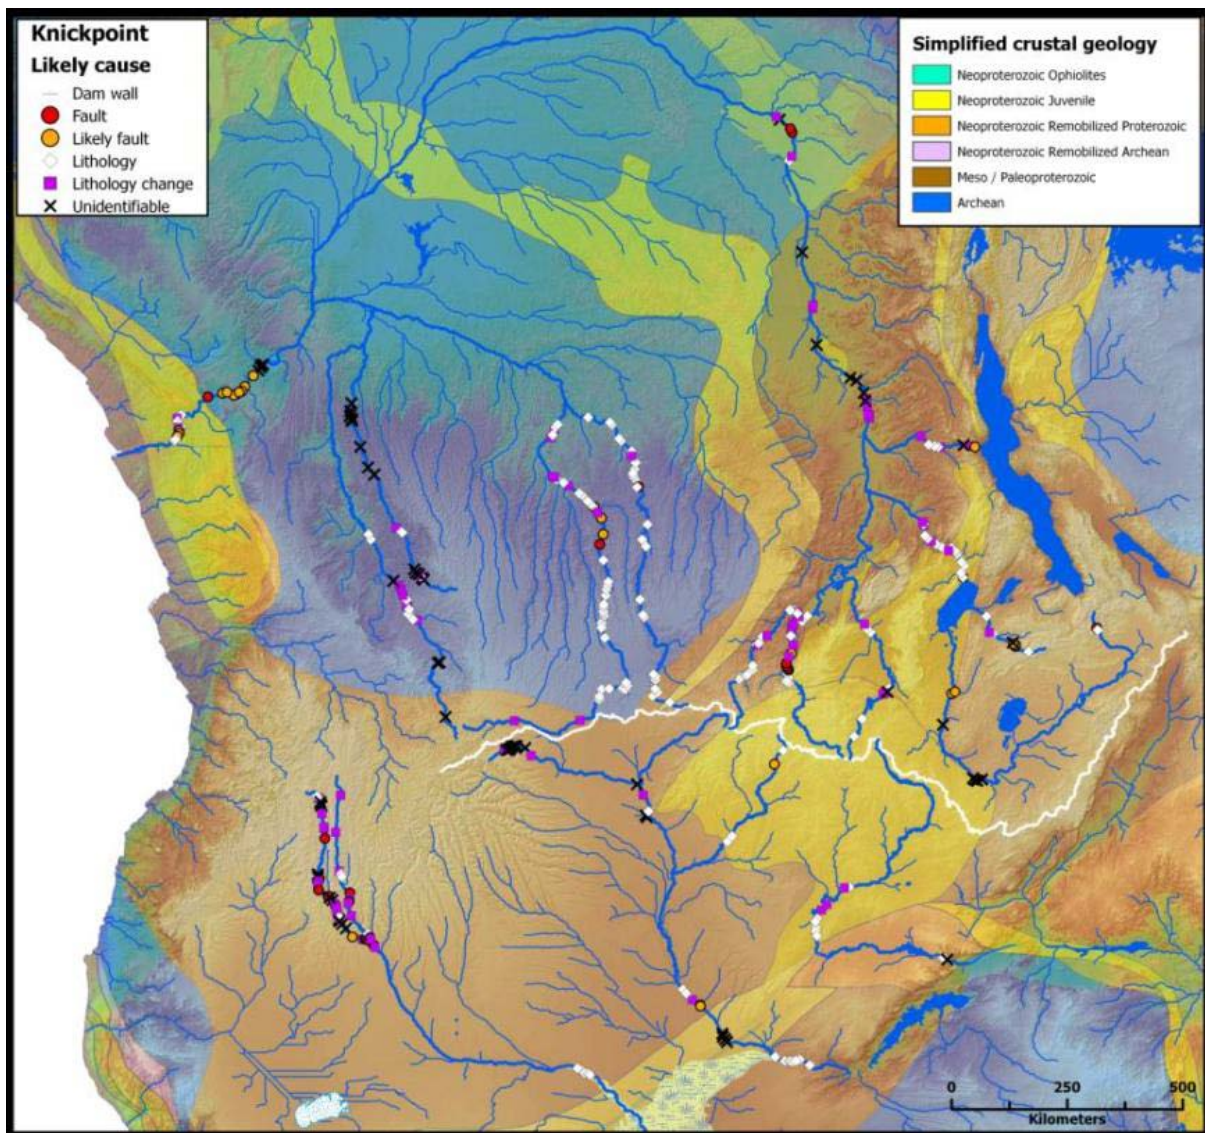 Knickpoint
Likely cause
Dam wall
Fault
Likely fault
Lithology
Lithology change
Unidentifiable
Simplified crustal geology
Neoproterozoic Ophiolites
Neoproterozoic Juvenile
Neoproterozoic Remobilized Proterozoic
Neoproterozoic Remobilized Archean
Meso / Paleoproterozoic
Archean
0 250 500
Kilometers